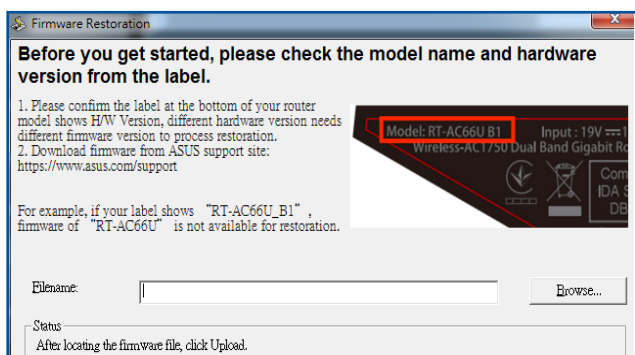 Firmware Restoration
Before you get started, please check the model name and hardware
version from the label.
1. Please confirm the label at the bottom of your router
model shows H/W Version, different hardware version needs
different firmware version to process restoration.
2. Download firmware from ASUS support site:
https://www.asus.com/support
For example, if your label shows “RT-AC66U_B1”,
firmware of “RT-AC66U” is not available for restoration.
Model: RT-AC66U B1 Input : 19V
Wireless-AC1750 Dual Band Gigabit
Com
IDA
DB
Filename:
Browse...
Status
After locating the firmware file, click Upload.